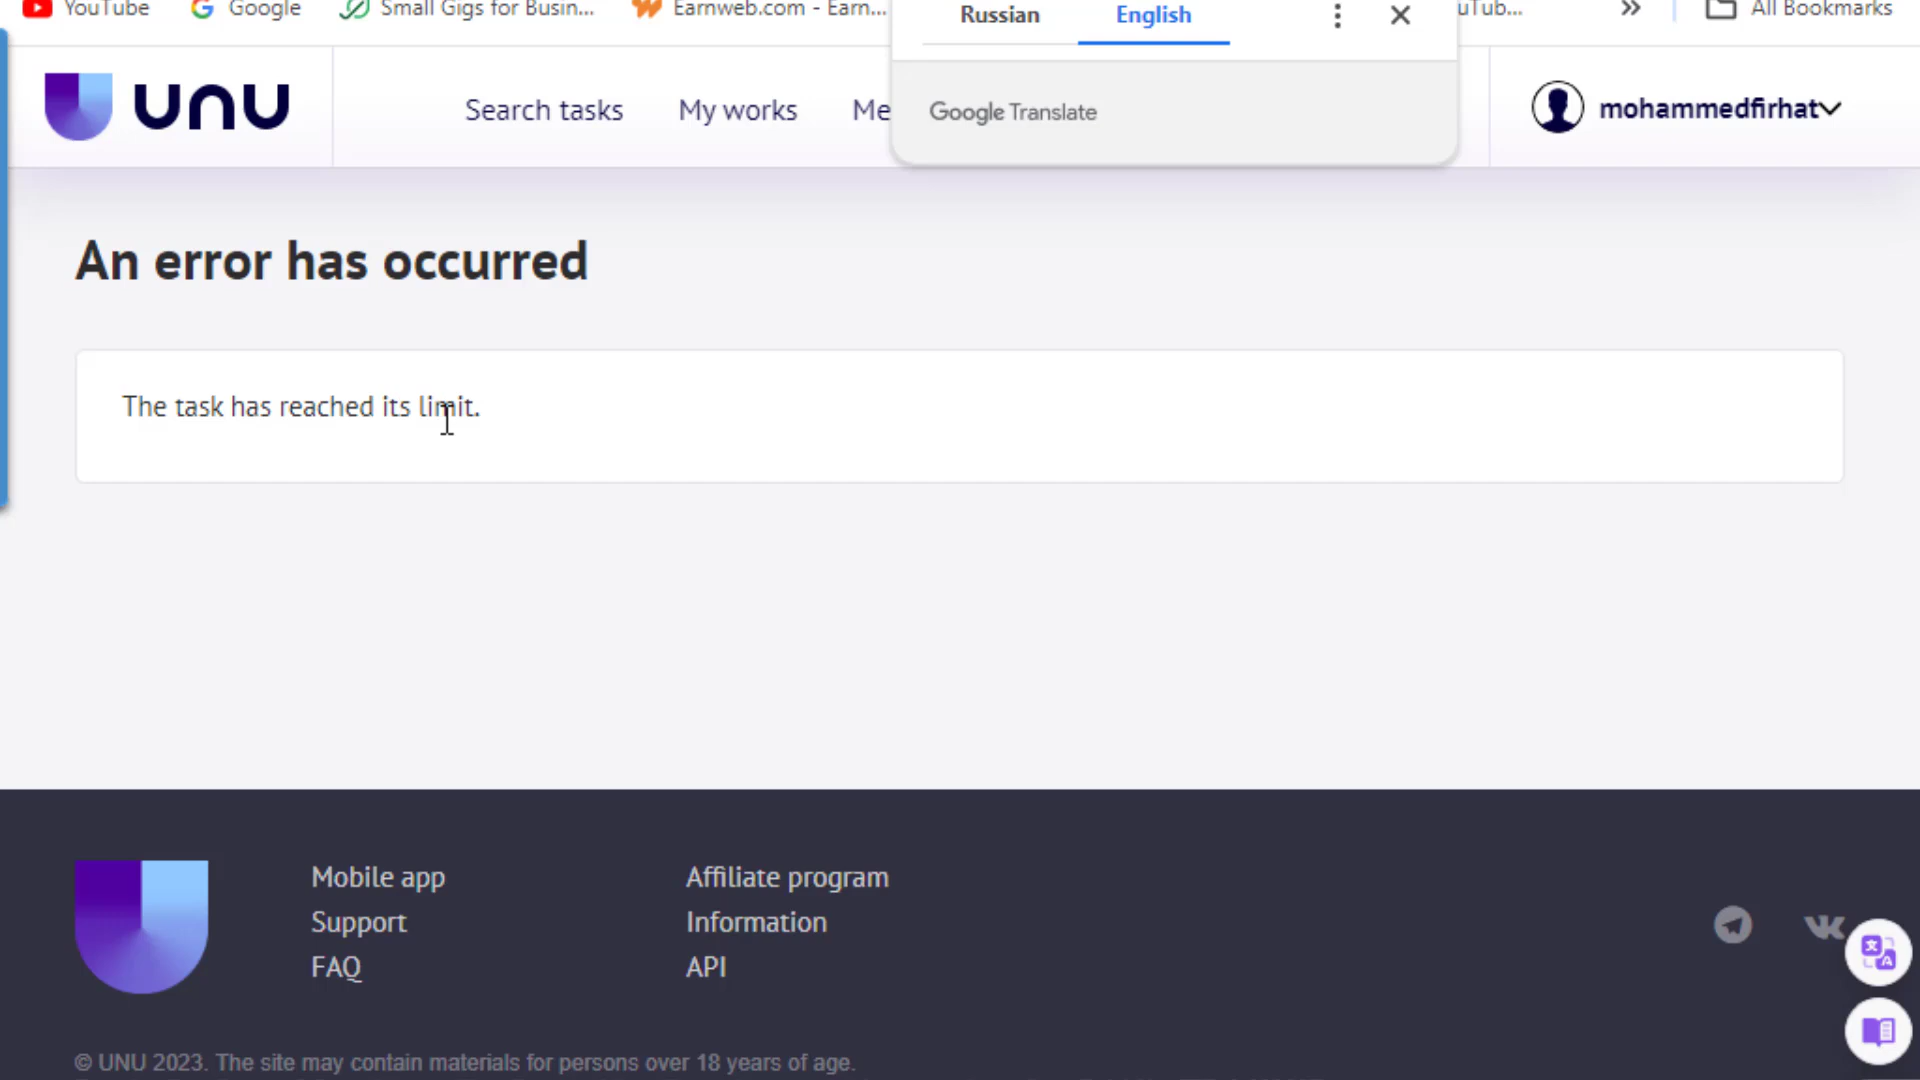 YouTube Google Small Gigs for Busin... Earnweb.com - Earn... uTub... All Bookmarks
Russian English
Google Translate
UNU Search tasks My works Me mohammedfirhat
An error has occurred
The task has reached its limit.
Mobile app
Support
FAQ
Affiliate program
Information
API
© UNU 2023. The site may contain materials for persons over 18 years of age.